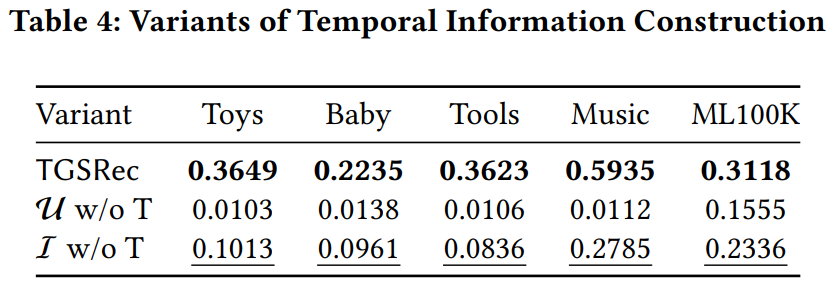 Table 4: Variants of Temporal Information Construction
Variant Toys Baby Tools Music ML100K
TGSRec 0.3649 0.2235 0.3623 0.5935 0.3118
𝓤 w/o T 0.0103 0.0138 0.0106 0.0112 0.1555
𝓘 w/o T 0.1013 0.0961 0.0836 0.2785 0.2336